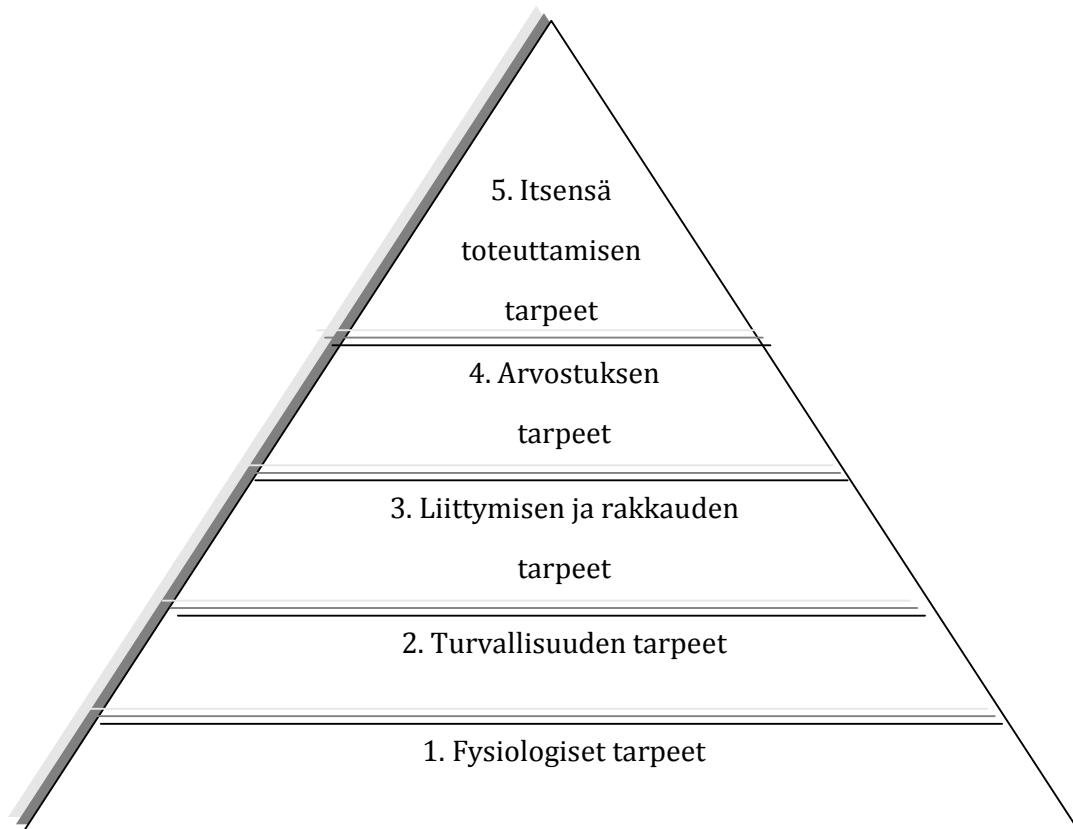 5. Itsensä
toteuttamisen
tarpeet
4. Arvostuksen
tarpeet
3. Liittymisen ja rakkauden
tarpeet
2. Turvallisuuden tarpeet
1. Fysiologiset tarpeet